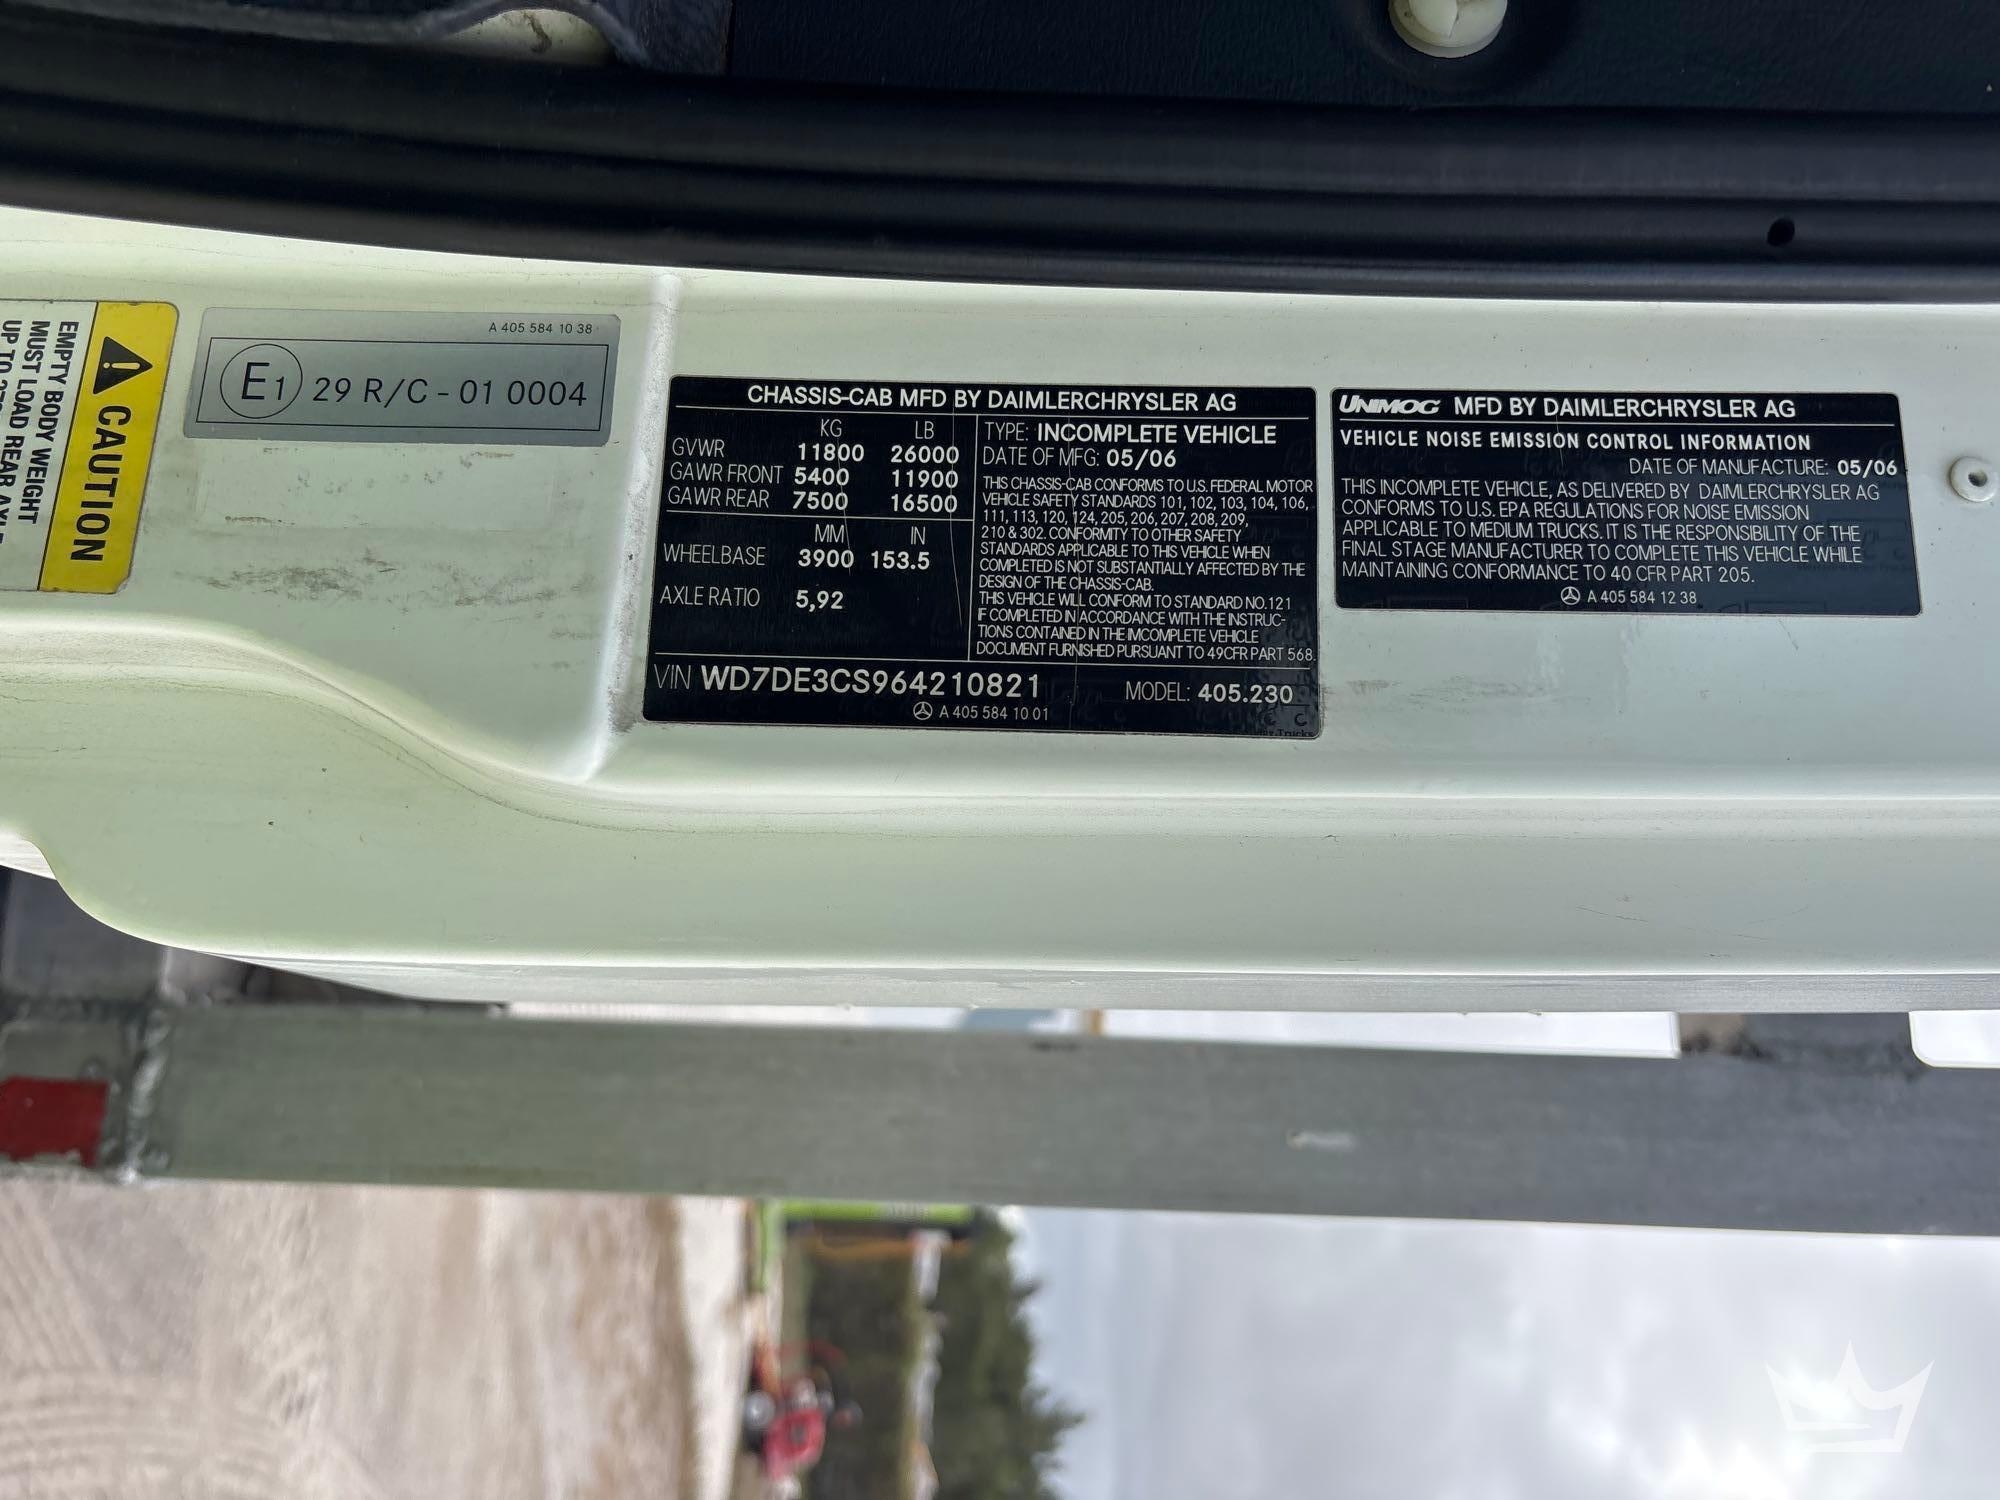 CAUTION
EMPTY BODY WEIGHT
MUST LOAD REAR
UP TO
A 405 584 10 38
E1 29 R/C - 01 0004
CHASSIS-CAB MFD BY DAIMLERCHRYSLER AG
KG LB
GVWR 11800 26000
GAWR FRONT 5400 11900
GAWR REAR 7500 16500
MM IN
WHEELBASE 3900 153.5
AXLE RATIO 5,92
TYPE: INCOMPLETE VEHICLE
DATE OF MFG: 05/06
THIS CHASSIS-CAB CONFORMS TO U.S. FEDERAL MOTOR
VEHICLE SAFETY STANDARDS 101, 102, 103, 104, 106,
111, 113, 120, 124, 205, 206, 207, 208, 209,
210 & 302. CONFORMITY TO OTHER SAFETY
STANDARDS APPLICABLE TO THIS VEHICLE WHEN
COMPLETED IS NOT SUBSTANTIALLY AFFECTED BY THE
DESIGN OF THE CHASSIS-CAB.
THIS VEHICLE WILL CONFORM TO STANDARD NO.121
IF COMPLETED IN ACCORDANCE WITH THE INSTRUC-
TIONS CONTAINED IN THE IMCOMPLETE VEHICLE
DOCUMENT FURNISHED PURSUANT TO 49CFR PART 568.
VIN WD7DE3CS964210821 MODEL: 405.230
A 405 584 10 01
UNIMOG MFD BY DAIMLERCHRYSLER AG
VEHICLE NOISE EMISSION CONTROL INFORMATION
DATE OF MANUFACTURE: 05/06
THIS INCOMPLETE VEHICLE, AS DELIVERED BY DAIMLERCHRYSLER AG
CONFORMS TO U.S. EPA REGULATIONS FOR NOISE EMISSION
APPLICABLE TO MEDIUM TRUCKS. IT IS THE RESPONSIBILITY OF THE
FINAL STAGE MANUFACTURER TO COMPLETE THIS VEHICLE WHILE
MAINTAINING CONFORMANCE TO 40 CFR PART 205.
A 405 584 12 38